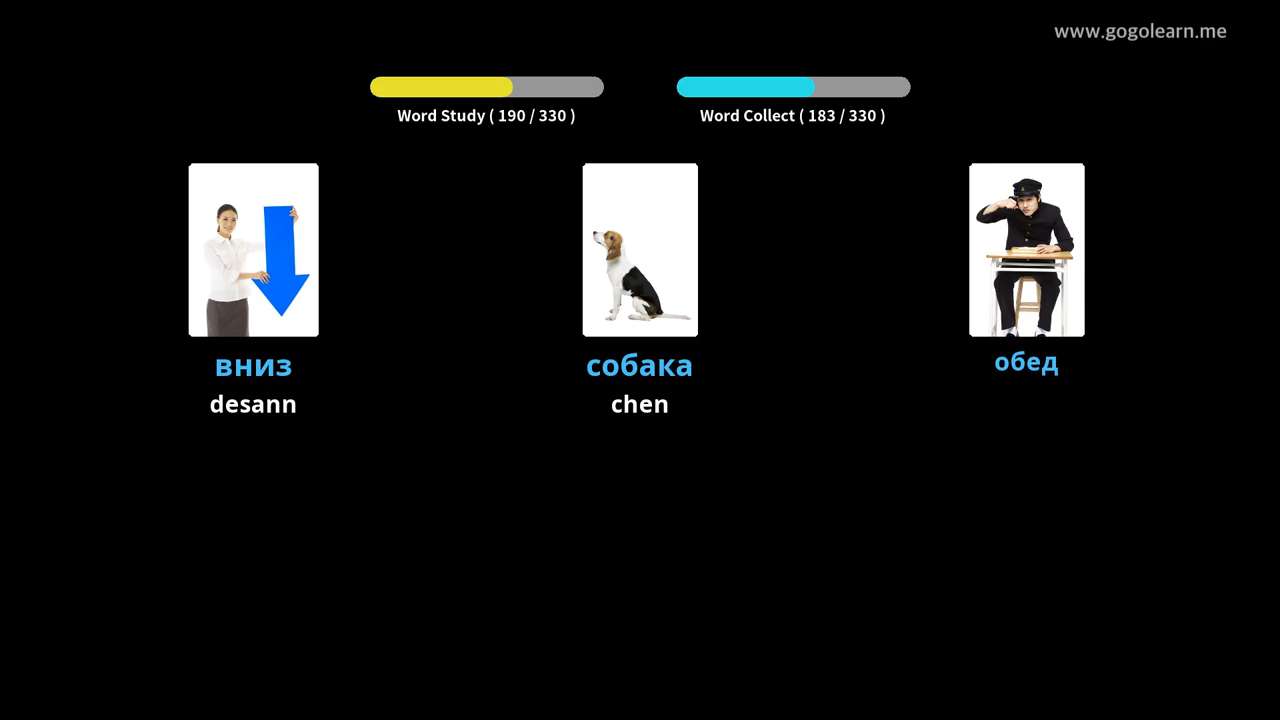 www.gogolearn.me
Word Study ( 190 / 330 )
Word Collect ( 183 / 330 )
вниз
desann
собака
chen
обед